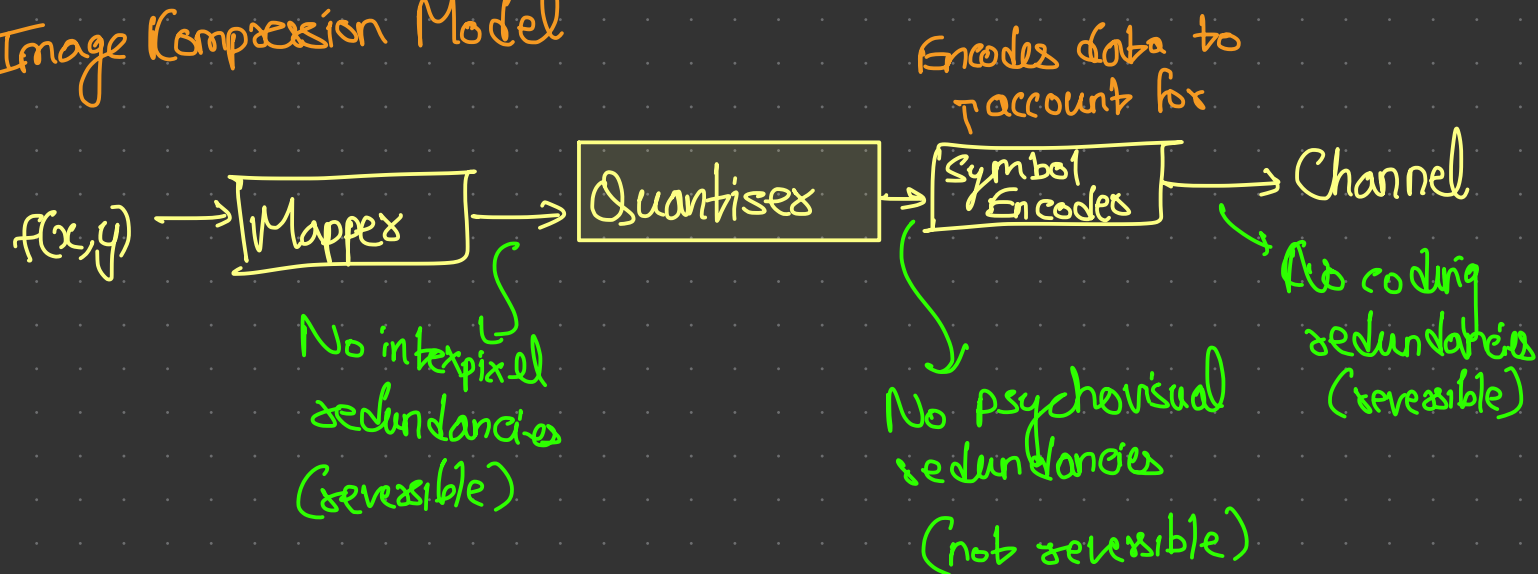 Image Compression Model
Encodes data to
account for
f(x,y)
Mapper
Quantiser
Symbol
Encoder
Channel
No interpixel
redundancies
(reversible)
No psychovisual
redundancies
(not reversible)
No coding
redundancies
(reversible)